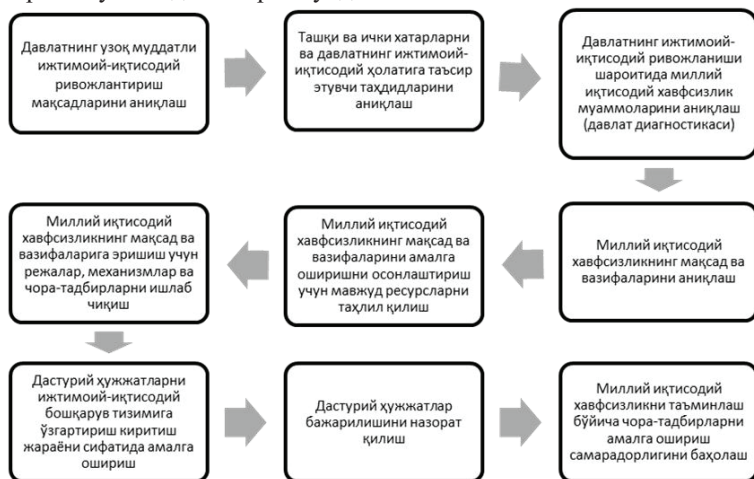 Давлатнинг узоқ муддатли
ижтимоий-иқтисодий
ривожлантириш
мақсадларини аниқлаш
Ташқи ва ички хатарларни
ва давлатнинг ижтимоий-
иқтисодий ҳолатига таъсир
этувчи таҳдидларини
аниқлаш
Давлатнинг ижтимоий-
иқтисодий ривожланиши
шароитида миллий
иқтисодий хавфсизлик
муаммоларини аниқлаш
(давлат диагностикаси)
Миллий иқтисодий
хавфсизликнинг мақсад ва
вазифаларини аниқлаш
Миллий иқтисодий
хавфсизликнинг мақсад ва
вазифаларини амалга
оширишни осонлаштириш
учун мавжуд ресурсларни
таҳлил қилиш
Миллий иқтисодий
хавфсизликнинг мақсад ва
вазифаларига эришиш учун
режалар, механизмлар ва
чора-тадбирларни ишлаб
чиқиш
Дастурий ҳужжатларни
ижтимоий-иқтисодий
бошқарув тизимига
ўзгартириш киритиш
жараёни сифатида амалга
ошириш
Дастурий ҳужжатлар
бажарилишини назорат
қилиш
Миллий иқтисодий
хавфсизликни таъминлаш
бўйича чора-тадбирларни
амалга ошириш
самарадорлигини баҳолаш